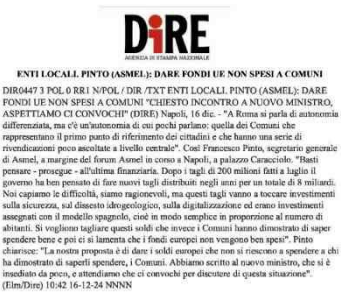 DiRE
AGENZIA DI STAMPA NAZIONALE
ENTI LOCALI. PINTO (ASMEL): DARE FONDI UE NON SPESI A COMUNI
DIR0447 3 POL 0 RR1 N/POL / DIR /TXT ENTI LOCALI. PINTO (ASMEL): DARE
FONDI UE NON SPESI A COMUNI "CHIESTO INCONTRO A NUOVO MINISTRO,
ASPETTIAMO CI CONVOCHI" (DIRE) Napoli, 16 dic. - "A Roma si parla di autonomia
differenziata, ma c'è un'autonomia di cui pochi parlano: quella dei Comuni che
rappresentano il primo punto di riferimento dei cittadini e che hanno una serie di
rivendicazioni poco ascoltate a livello centrale". Così Francesco Pinto, segretario generale
di Asmel, a margine del forum Asmel in corso a Napoli, a palazzo Caracciolo. "Basti
pensare - prosegue - all'ultima finanziaria. Dopo i tagli di 200 milioni fatti a luglio il
governo ha ben pensato di fare nuovi tagli distribuiti negli anni per un totale di 8 miliardi.
Noi capiamo le difficoltà, siamo ragionevoli, ma questi tagli vanno a toccare investimenti
sulla sicurezza, sul dissesto idrogeologico, sulla digitalizzazione ed erano investimenti
assegnati con il modello spagnolo, cioè in modo semplice in proporzione al numero di
abitanti. Si vogliono tagliare questi soldi che invece i Comuni hanno dimostrato di saper
spendere bene e poi ci si lamenta che i fondi europei non vengono ben spesi". Pinto
chiarisce: "La nostra proposta è di dare i soldi europei che non si riescono a spendere a chi
ha dimostrato di saperli spendere, i Comuni. Abbiamo scritto al nuovo ministro, che si è
insediato da poco, e attendiamo che ci convochi per discutere di questa situazione".
(Elm/Dire) 10:42 16-12-24 NNNN